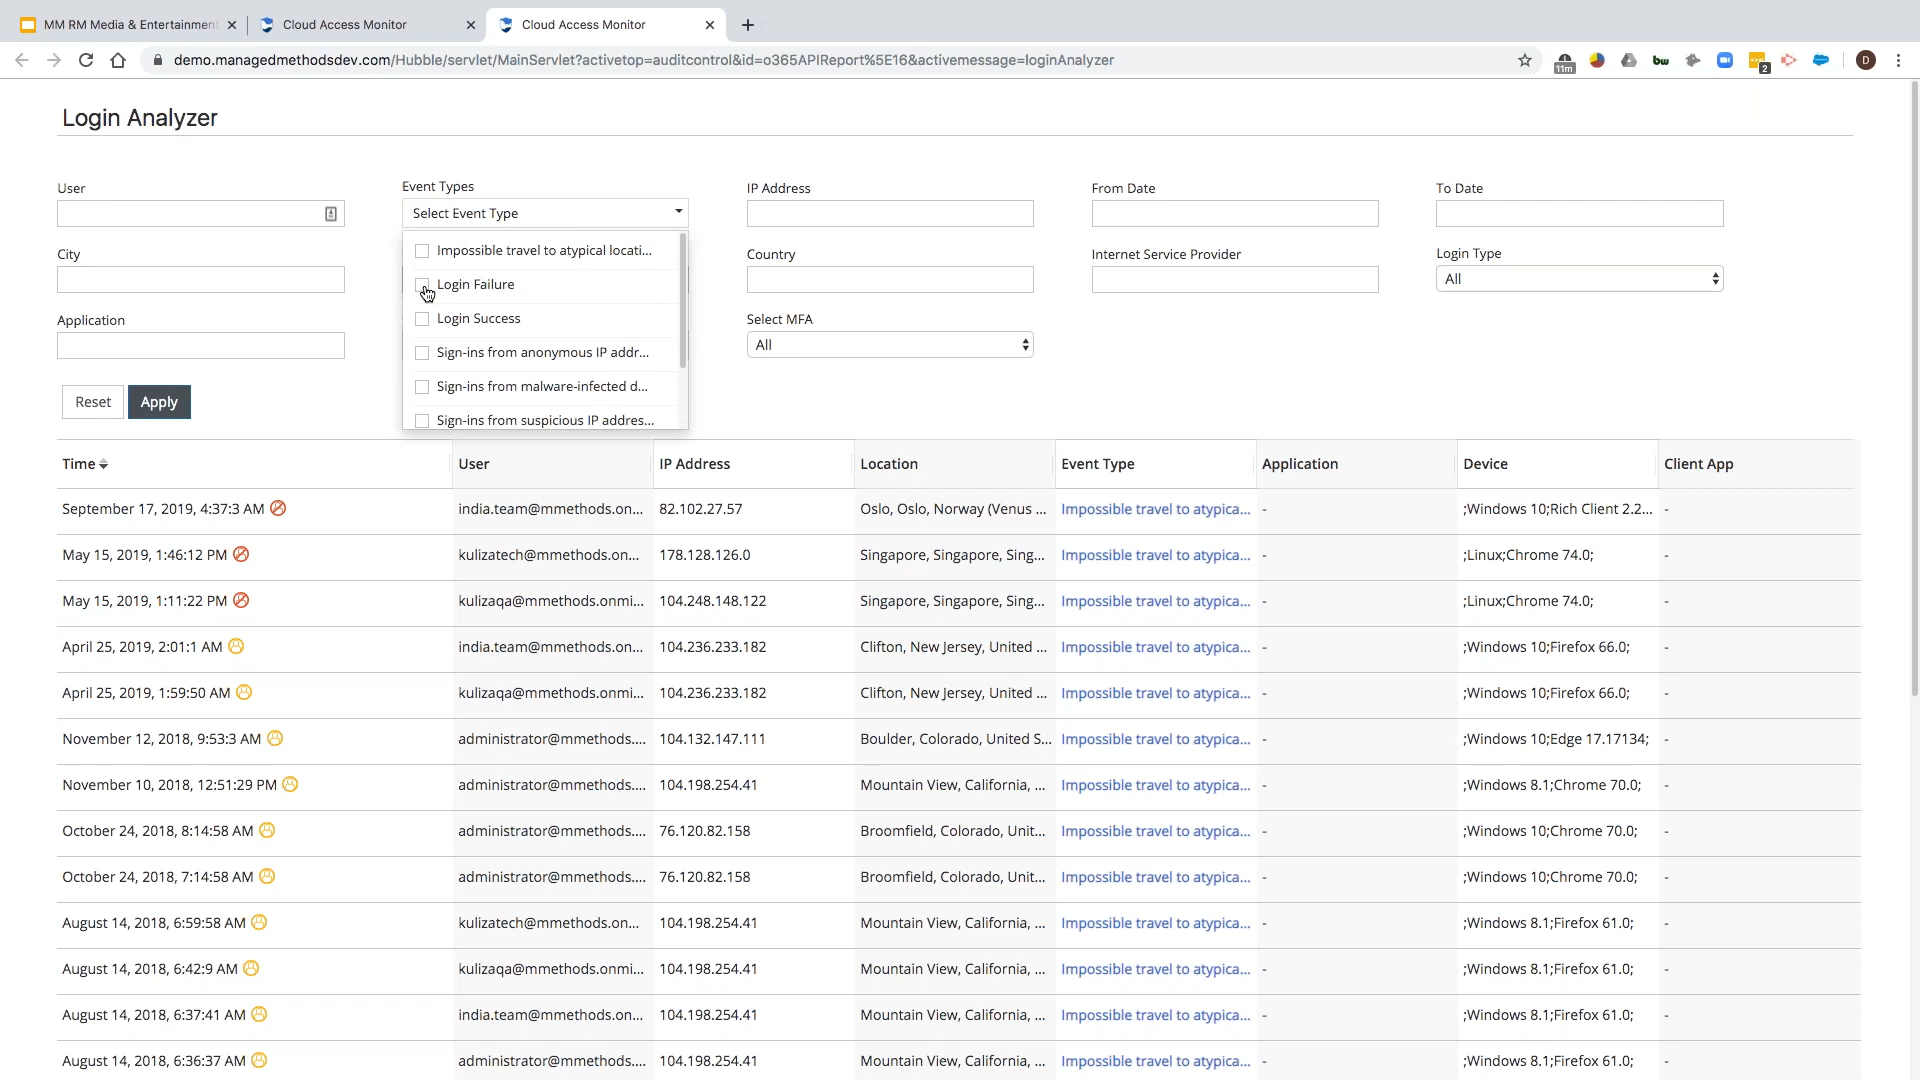 MM RM Media & Entertainmen
Cloud Access Monitor
Cloud Access Monitor
demo.managedmethodsdev.com/Hubble/servlet/MainServlet?activetop=auditcontrol&id=o365APIReport%5E16&activemessage=loginAnalyzer
11m
bw
2
D
Login Analyzer
User
Event Types
IP Address
From Date
To Date
Select Event Type
Impossible travel to atypical locati...
Login Failure
Login Success
Sign-ins from anonymous IP addr...
Sign-ins from malware-infected d...
Sign-ins from suspicious IP addres...
City
Country
Internet Service Provider
Login Type
All
Application
Select MFA
All
Reset
Apply
Time User IP Address Location Event Type Application Device Client App
September 17, 2019, 4:37:3 AM india.team@mmethods.on... 82.102.27.57 Oslo, Oslo, Norway (Venus ... Impossible travel to atypica... - ;Windows 10;Rich Client 2.2... -
May 15, 2019, 1:46:12 PM kulizatech@mmethods.on... 178.128.126.0 Singapore, Singapore, Sing... Impossible travel to atypica... - ;Linux;Chrome 74.0; -
May 15, 2019, 1:11:22 PM kulizaqa@mmethods.onmi... 104.248.148.122 Singapore, Singapore, Sing... Impossible travel to atypica... - ;Linux;Chrome 74.0; -
April 25, 2019, 2:01:1 AM india.team@mmethods.on... 104.236.233.182 Clifton, New Jersey, United ... Impossible travel to atypica... - ;Windows 10;Firefox 66.0; -
April 25, 2019, 1:59:50 AM kulizaqa@mmethods.onmi... 104.236.233.182 Clifton, New Jersey, United ... Impossible travel to atypica... - ;Windows 10;Firefox 66.0; -
November 12, 2018, 9:53:3 AM administrator@mmethods.... 104.132.147.111 Boulder, Colorado, United S... Impossible travel to atypica... - ;Windows 10;Edge 17.17134; -
November 10, 2018, 12:51:29 PM administrator@mmethods.... 104.198.254.41 Mountain View, California, ... Impossible travel to atypica... - ;Windows 8.1;Chrome 70.0; -
October 24, 2018, 8:14:58 AM administrator@mmethods.... 76.120.82.158 Broomfield, Colorado, Unit... Impossible travel to atypica... - ;Windows 10;Chrome 70.0; -
October 24, 2018, 7:14:58 AM administrator@mmethods.... 76.120.82.158 Broomfield, Colorado, Unit... Impossible travel to atypica... - ;Windows 10;Chrome 70.0; -
August 14, 2018, 6:59:58 AM kulizatech@mmethods.on... 104.198.254.41 Mountain View, California, ... Impossible travel to atypica... - ;Windows 8.1;Firefox 61.0; -
August 14, 2018, 6:42:9 AM kulizaqa@mmethods.onmi... 104.198.254.41 Mountain View, California, ... Impossible travel to atypica... - ;Windows 8.1;Firefox 61.0; -
August 14, 2018, 6:37:41 AM india.team@mmethods.on... 104.198.254.41 Mountain View, California, ... Impossible travel to atypica... - ;Windows 8.1;Firefox 61.0; -
August 14, 2018, 6:36:37 AM administrator@mmethods.... 104.198.254.41 Mountain View, California, ... Impossible travel to atypica... - ;Windows 8.1;Firefox 61.0; -